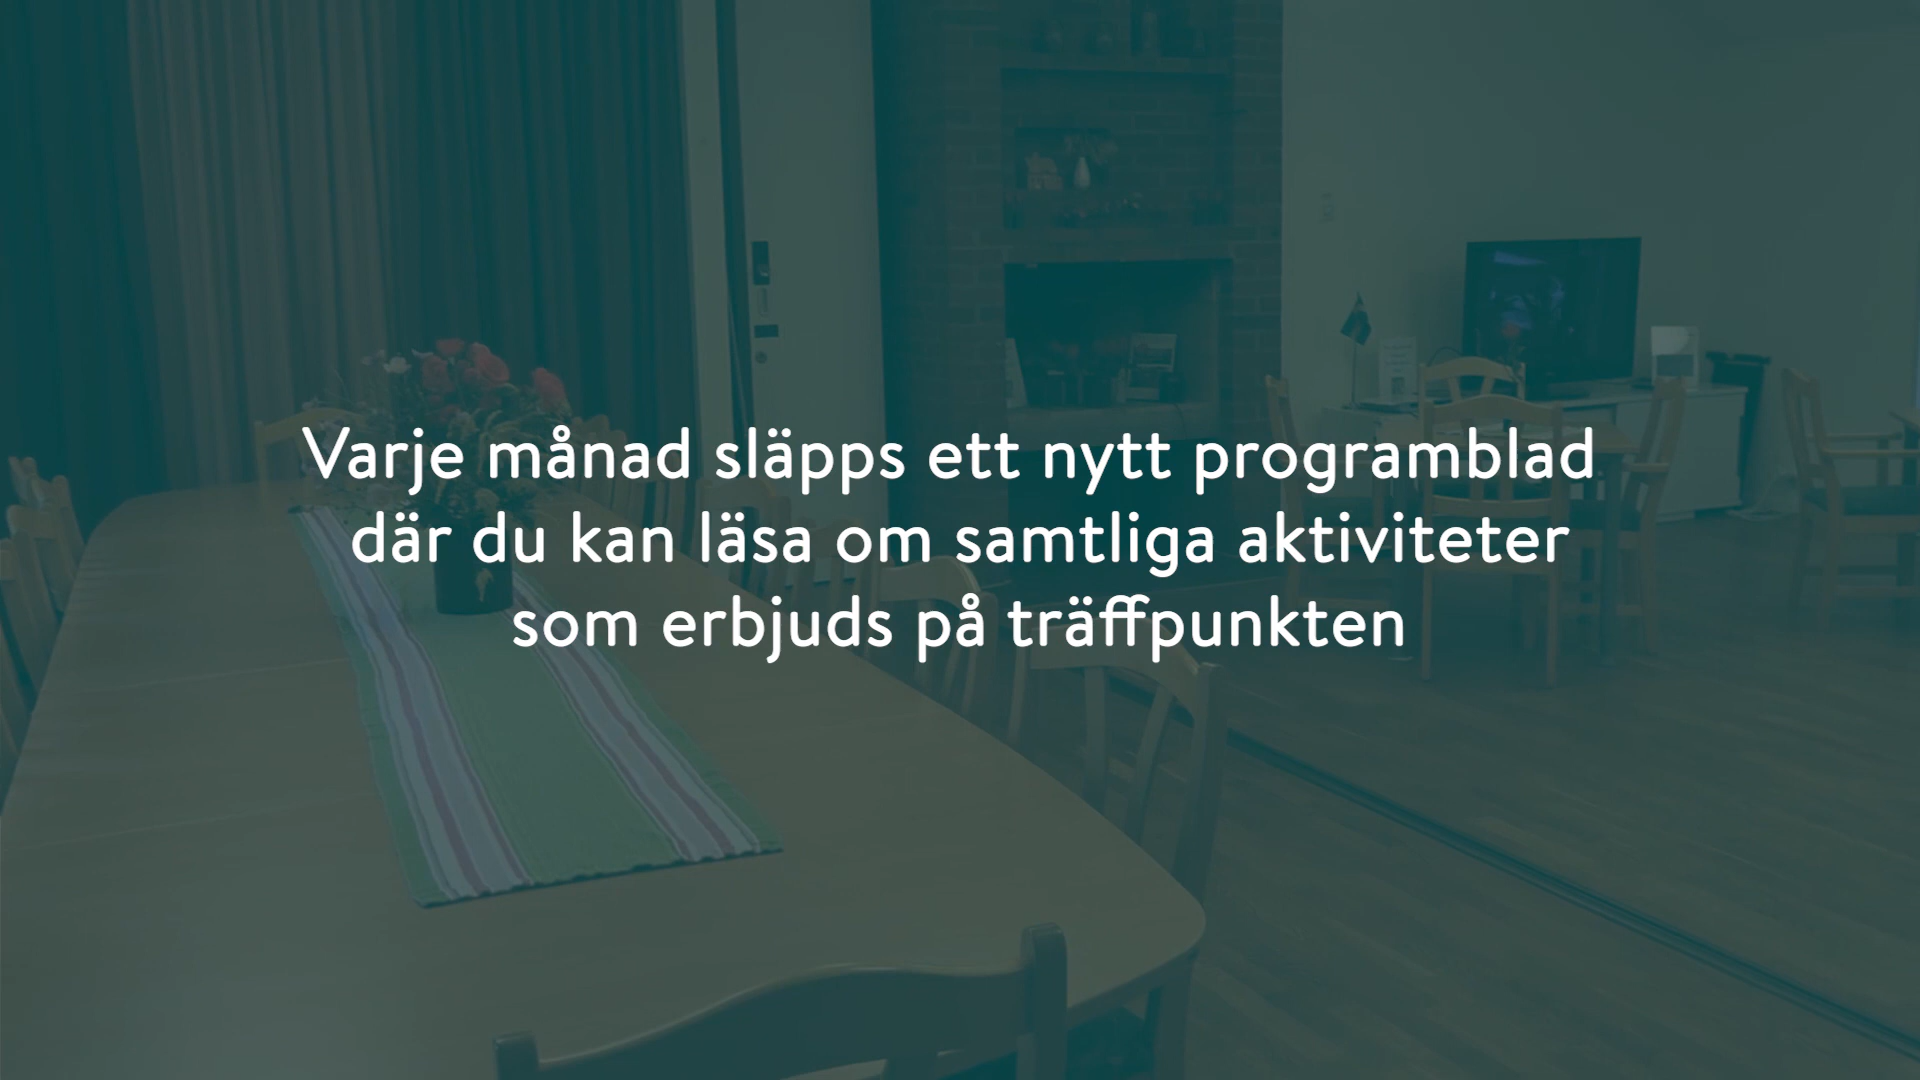 Varje månad släpps ett nytt programblad
där du kan läsa om samtliga aktiviteter
som erbjuds på träffpunkten